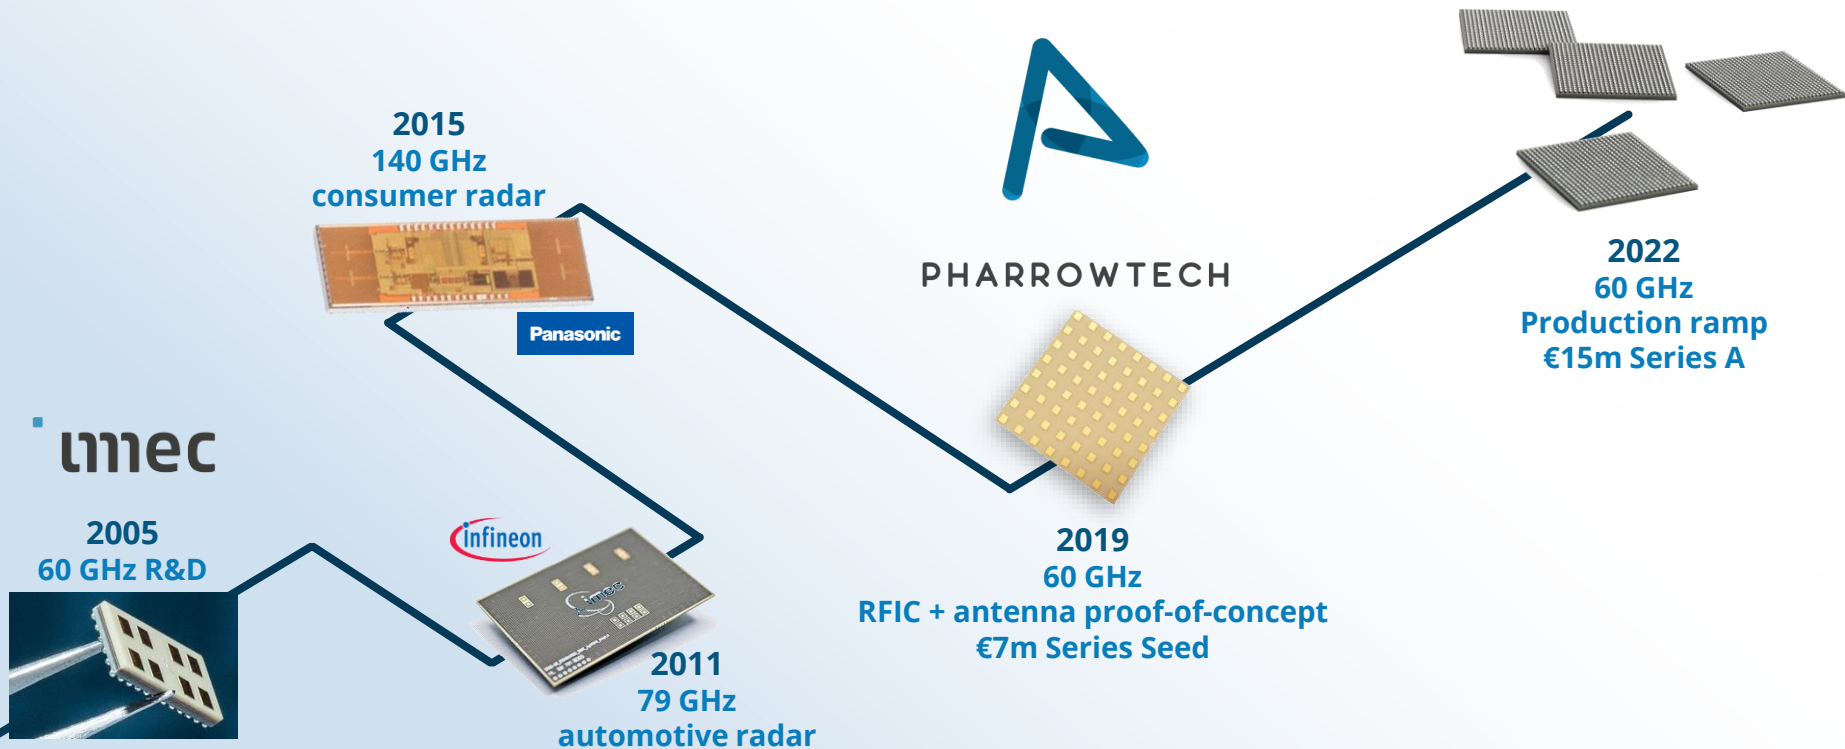 imec
2005
60 GHz R&D
infineon
imec
2011
79 GHz
automotive radar
2015
140 GHz
consumer radar
Panasonic
PHARROWTECH
2019
60 GHz
RFIC + antenna proof-of-concept
€7m Series Seed
2022
60 GHz
Production ramp
€15m Series A